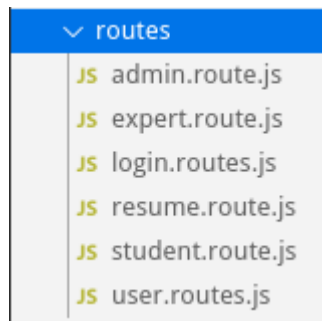 routes
JS admin.route.js
JS expert.route.js
JS login.routes.js
JS resume.route.js
JS student.route.js
JS user.routes.js